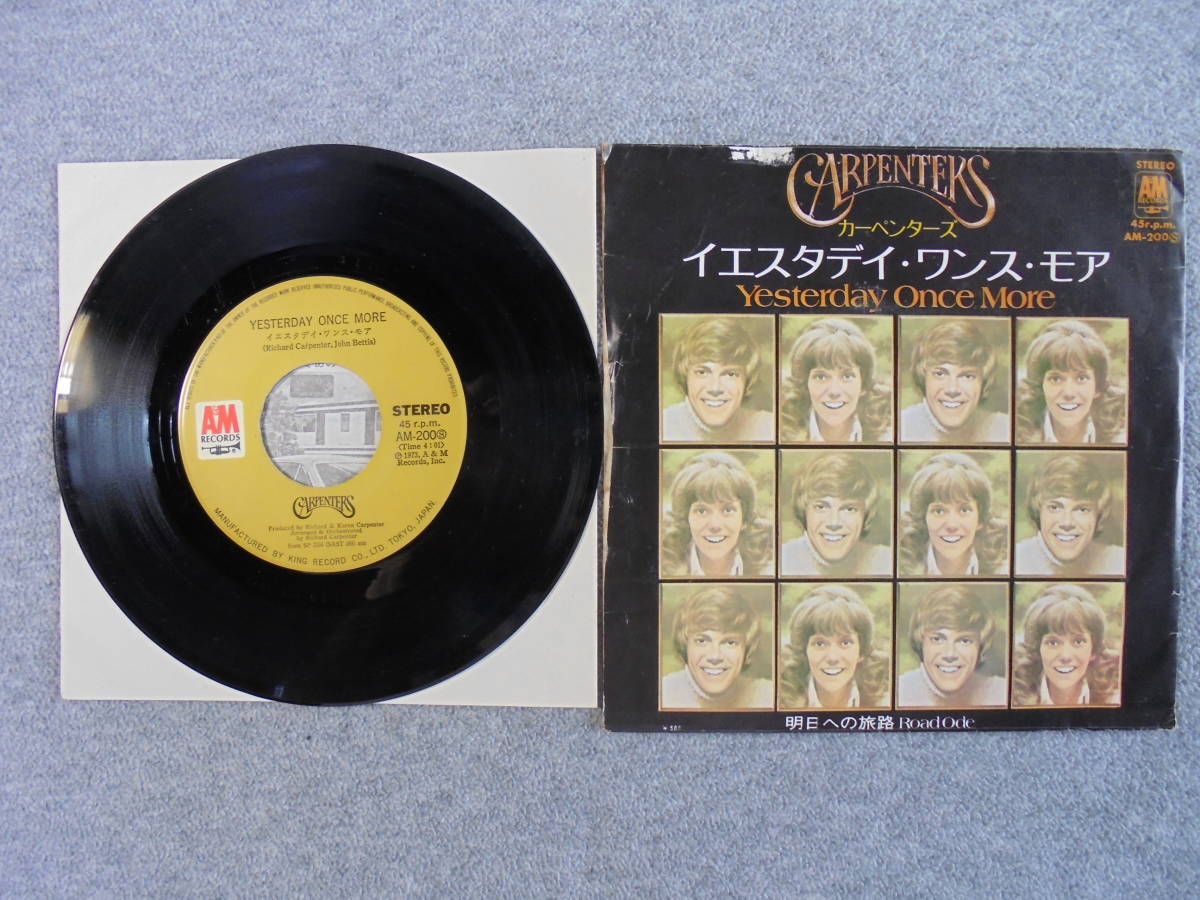 YESTERDAY ONCE MORE
イエスタデイ・ワンス・モア
(Richard Carpenter, John Bettis)
A&M
RECORDS
STEREO
45 r.p.m.
AM-200Ⓢ
(Time 4:01)
Ⓟ 1973, A & M
Records, Inc.
CARPENTERS
Produced by Richard & Karen Carpenter
Arranged & Orchestrated
by Richard Carpenter
MANUFACTURED BY KING RECORD CO., LTD. TOKYO, JAPAN.
CARPENTERS
カーペンターズ
イエスタデイ・ワンス・モア
Yesterday Once More
STEREO
A&M
RECORDS
45r.p.m.
AM-200Ⓢ
明日への旅路 Road Ode